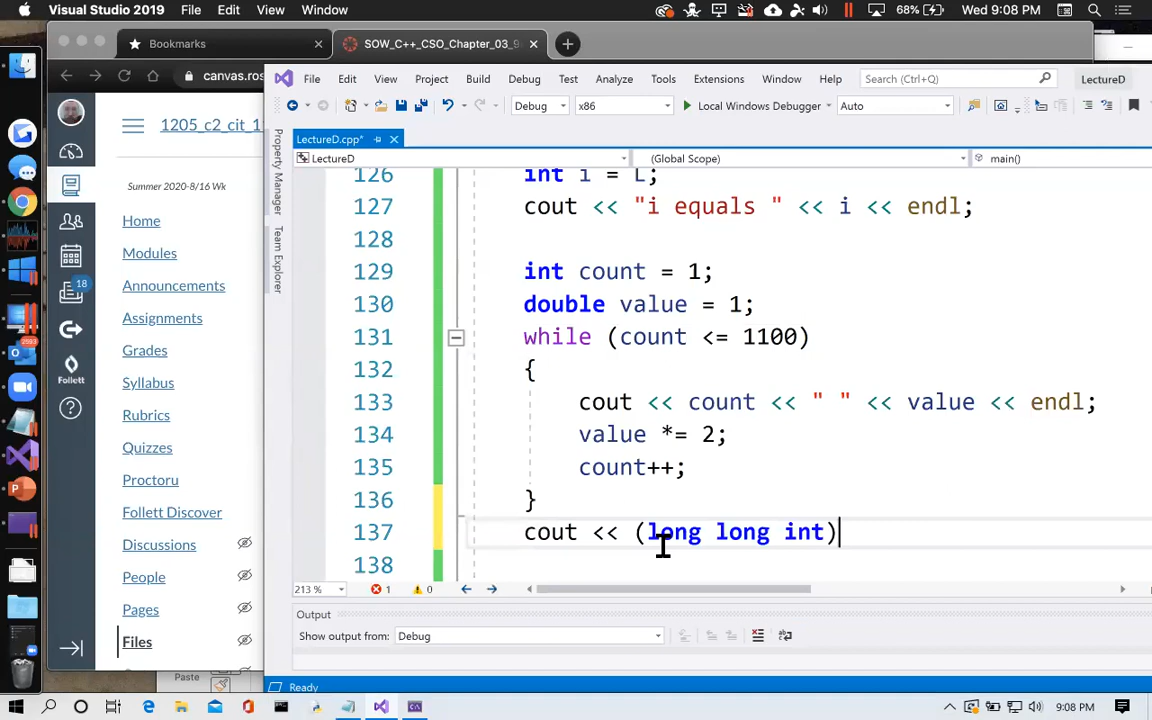 Visual Studio 2019 File Edit View Window 68% Wed 9:08 PM
Bookmarks SOW_C++_CSO_Chapter_03_9
canvas.ros
File Edit View Project Build Debug Test Analyze Tools Extensions Window Help Search (Ctrl+Q) LectureD
Debug x86 Local Windows Debugger Auto
1205_c2_cit_1
Summer 2020-8/16 Wk
Home
Modules
Announcements
Assignments
Grades
Syllabus
Rubrics
Quizzes
Proctoru
Follett Discover
Discussions
People
Pages
Files
18
Follett
2593
Paste
Property Manager
Team Explorer
LectureD.cpp*
LectureD (Global Scope) main()
126 int i = L;
127 cout << "i equals " << i << endl;
128
129 int count = 1;
130 double value = 1;
131 while (count <= 1100)
132 {
133 cout << count << " " << value << endl;
134 value *= 2;
135 count++;
136 }
137 cout << (long long int)
138
213 % 1 0
Output
Show output from: Debug
Ready
9:08 PM